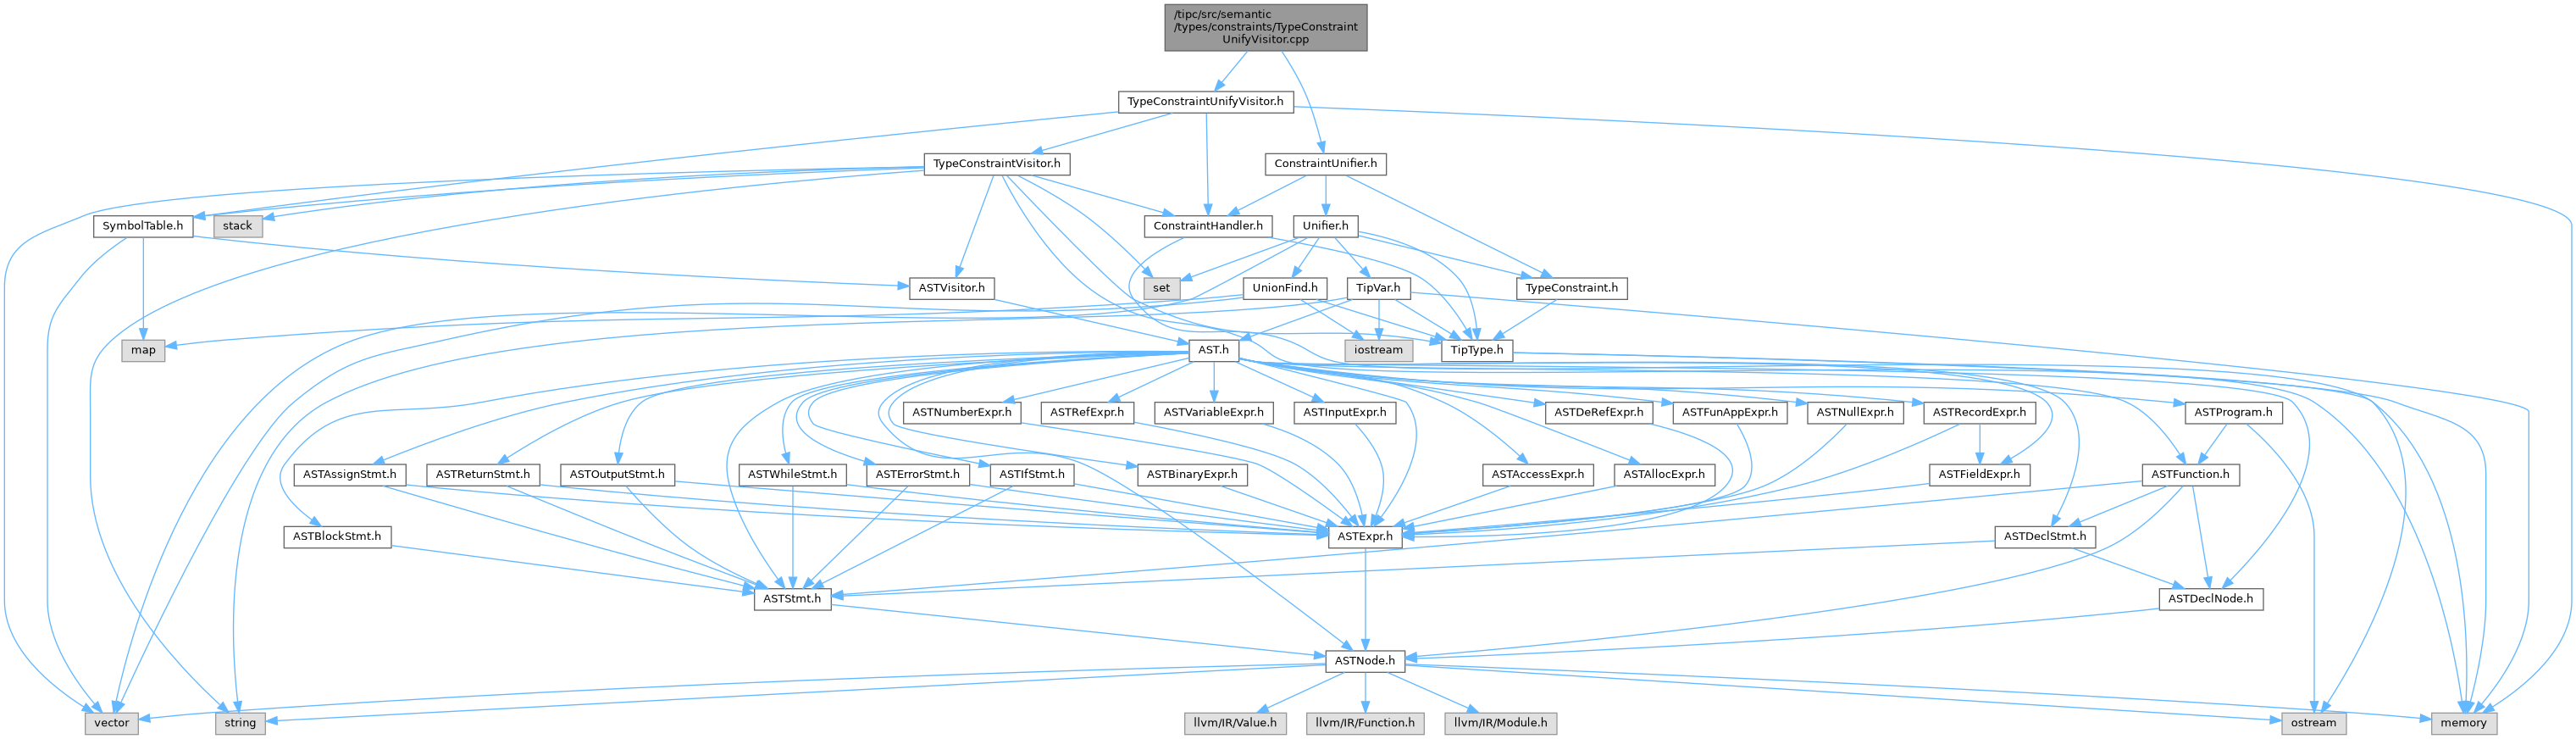 /tipc/src/semantic
/types/constraints/TypeConstraint
UnifyVisitor.cpp
TypeConstraintUnifyVisitor.h
TypeConstraintVisitor.h
ConstraintUnifier.h
SymbolTable.h
stack
ConstraintHandler.h
Unifier.h
ASTVisitor.h
set
UnionFind.h
TipVar.h
TypeConstraint.h
map
AST.h
iostream
TipType.h
ASTNumberExpr.h
ASTRefExpr.h
ASTVariableExpr.h
ASTInputExpr.h
ASTDeRefExpr.h
ASTFunAppExpr.h
ASTNullExpr.h
ASTRecordExpr.h
ASTProgram.h
ASTAssignStmt.h
ASTReturnStmt.h
ASTOutputStmt.h
ASTWhileStmt.h
ASTErrorStmt.h
ASTIfStmt.h
ASTBinaryExpr.h
ASTAccessExpr.h
ASTAllocExpr.h
ASTFieldExpr.h
ASTFunction.h
ASTBlockStmt.h
ASTExpr.h
ASTDeclStmt.h
ASTStmt.h
ASTDeclNode.h
ASTNode.h
vector
string
llvm/IR/Value.h
llvm/IR/Function.h
llvm/IR/Module.h
ostream
memory